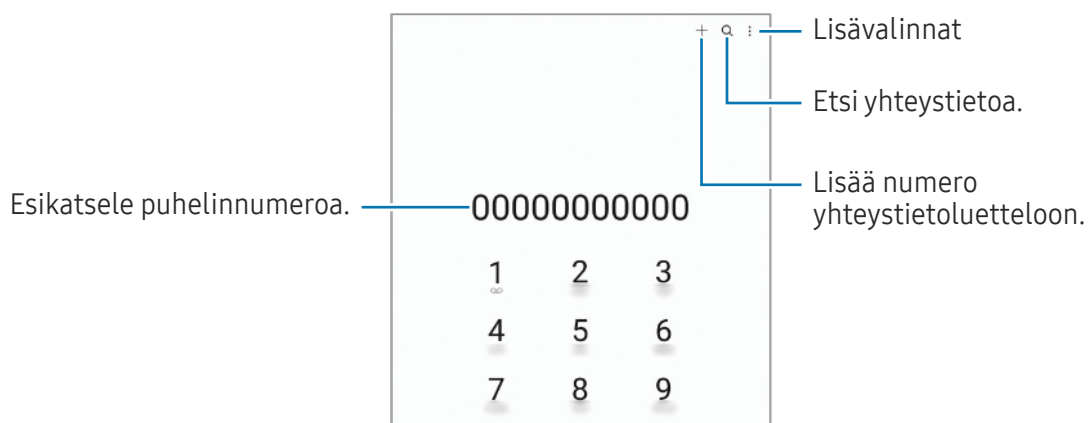 Lisävalinnat
Etsi yhteystietoa.
Lisää numero
yhteystietoluetteloon.
Esikatsele puhelinnumeroa.
00000000000
1 2 3
4 5 6
7 8 9